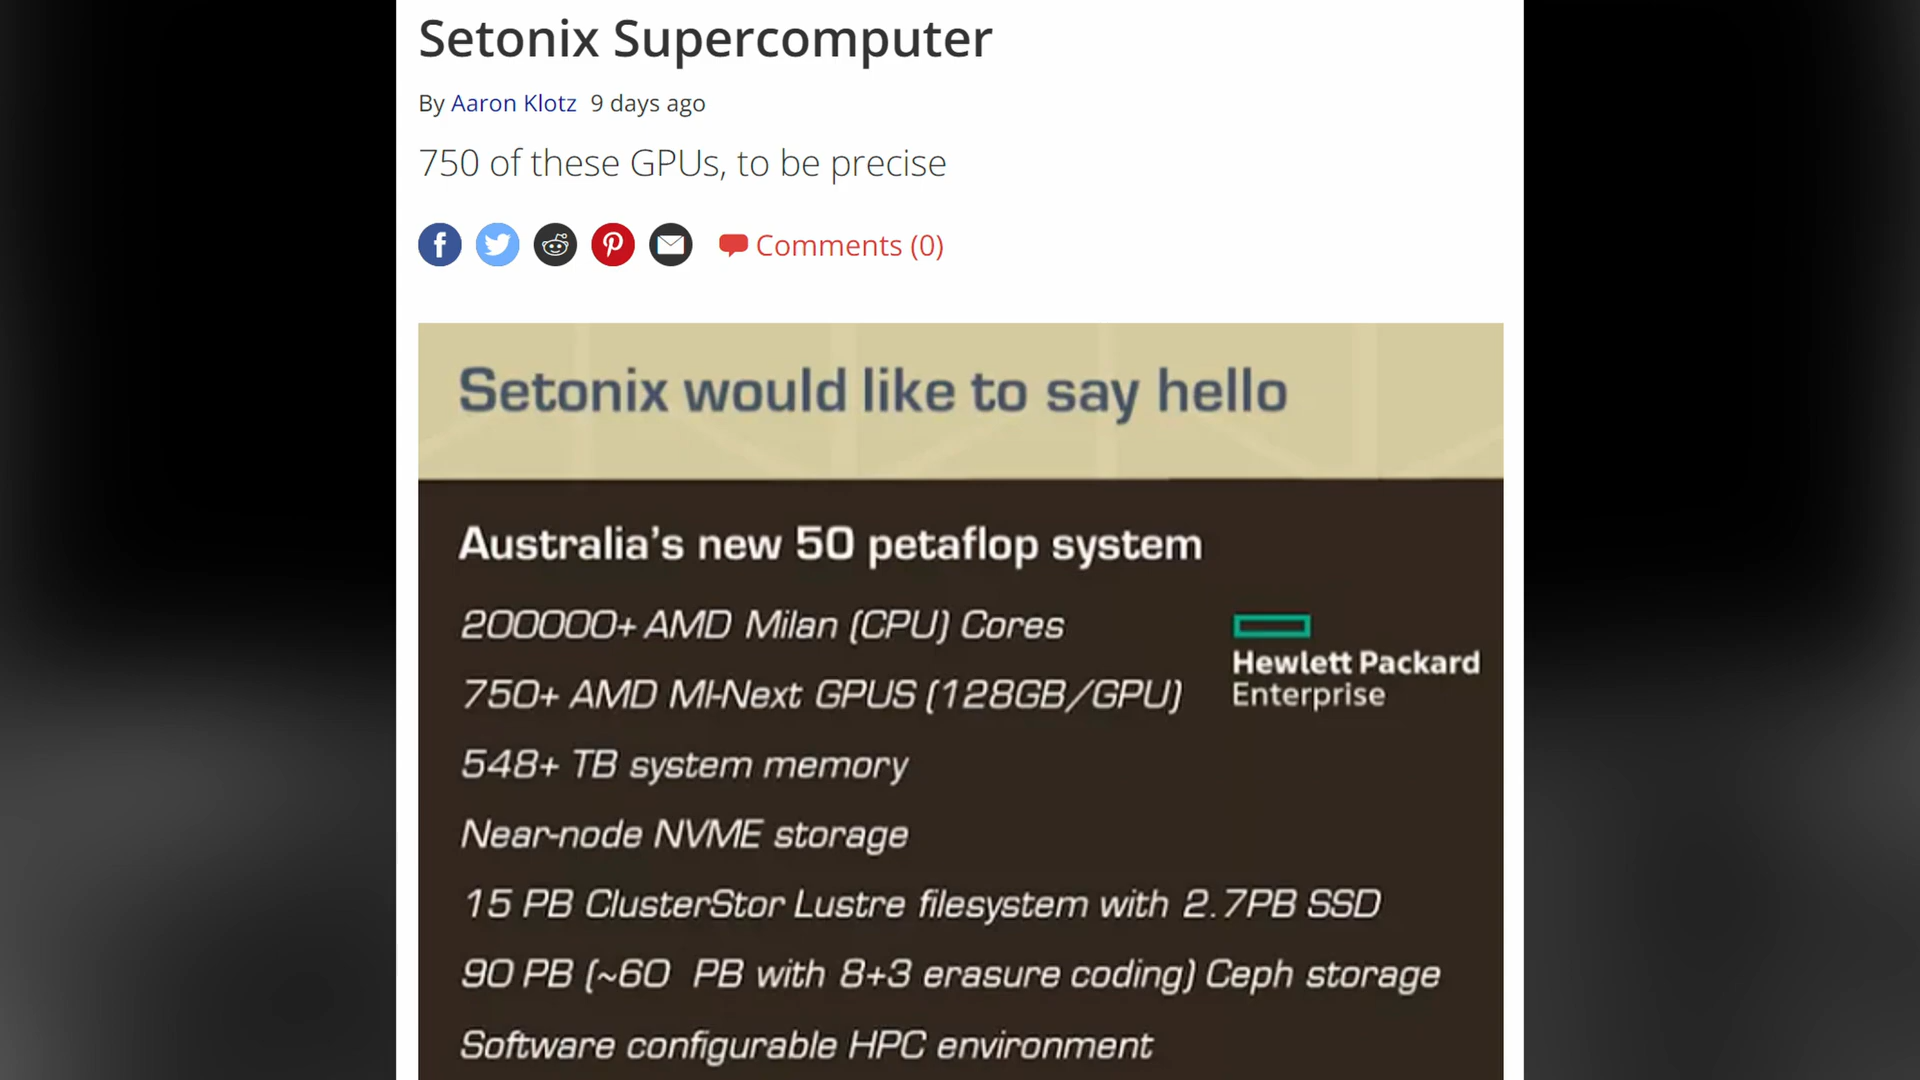 Setonix Supercomputer
By Aaron Klotz 9 days ago
750 of these GPUs, to be precise
Comments (0)
Setonix would like to say hello
Australia's new 50 petaflop system
200000+ AMD Milan (CPU) Cores
750+ AMD MI-Next GPUS (128GB/GPU)
Hewlett Packard
Enterprise
548+ TB system memory
Near-node NVME storage
15 PB ClusterStor Lustre filesystem with 2.7PB SSD
90 PB (~60 PB with 8+3 erasure coding) Ceph storage
Software configurable HPC environment